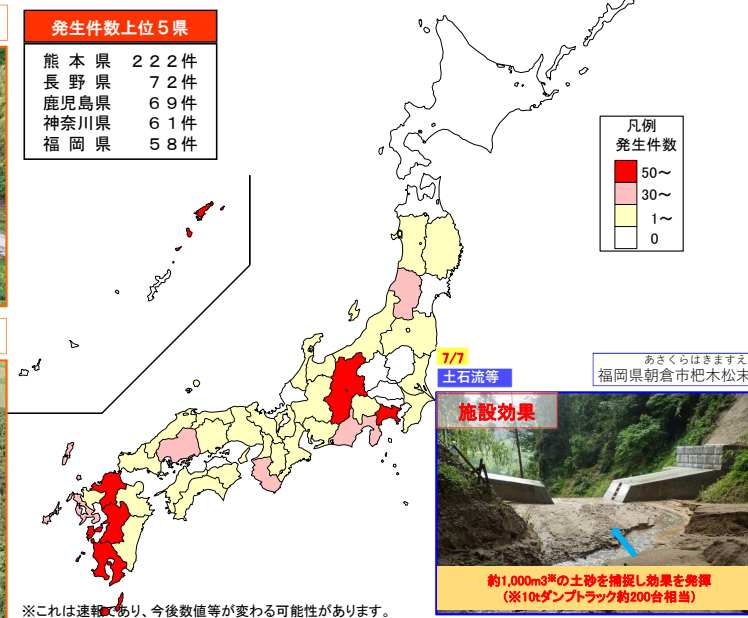 発生件数上位5県
熊本県 222件
長野県 72件
鹿児島県 69件
神奈川県 61件
福岡県 58件
凡例
発生件数
50～
30～
1～
0
7/7
土石流等
あさくらはきますえ
福岡県朝倉市杷木松末
施設効果
約1,000m3※の土砂を捕捉し効果を発揮
(※10tダンプトラック約200台相当)
※これは速報であり、今後数値等が変わる可能性があります。